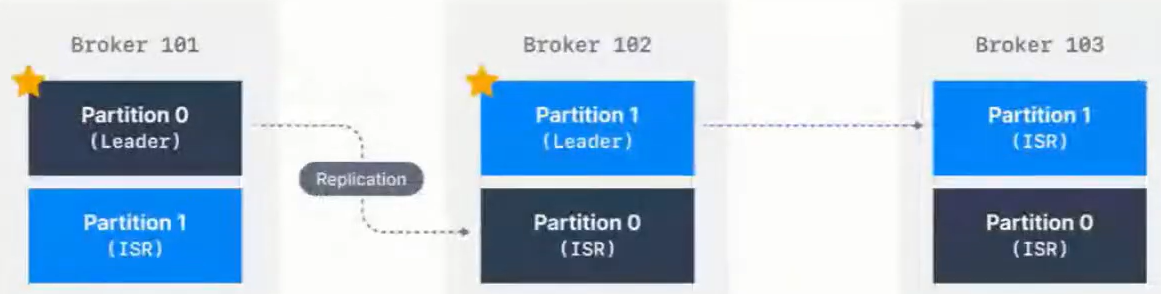 Broker 101
Partition 0
(Leader)
Partition 1
(ISR)
Replication
Broker 102
Partition 1
(Leader)
Partition 0
(ISR)
Broker 103
Partition 1
(ISR)
Partition 0
(ISR)